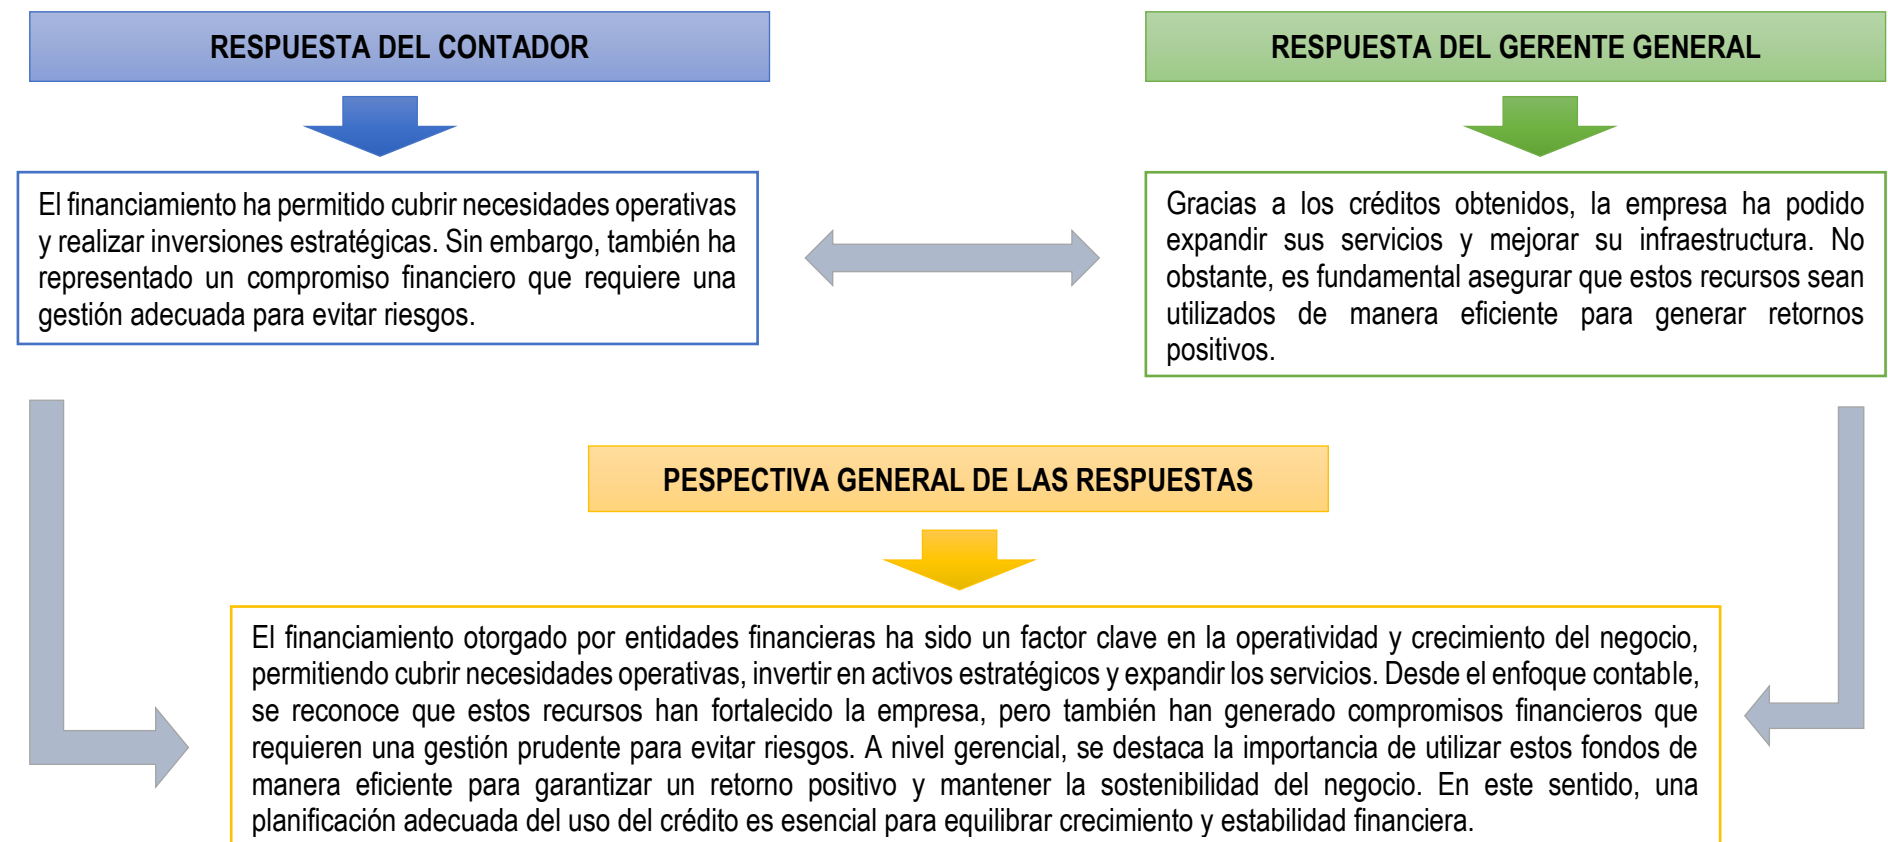 RESPUESTA DEL CONTADOR
El financiamiento ha permitido cubrir necesidades operativas
y realizar inversiones estratégicas. Sin embargo, también ha
representado un compromiso financiero que requiere una
gestión adecuada para evitar riesgos.
RESPUESTA DEL GERENTE GENERAL
Gracias a los créditos obtenidos, la empresa ha podido
expandir sus servicios y mejorar su infraestructura. No
obstante, es fundamental asegurar que estos recursos sean
utilizados de manera eficiente para generar retornos
positivos.
PESPECTIVA GENERAL DE LAS RESPUESTAS
El financiamiento otorgado por entidades financieras ha sido un factor clave en la operatividad y crecimiento del negocio,
permitiendo cubrir necesidades operativas, invertir en activos estratégicos y expandir los servicios. Desde el enfoque contable,
se reconoce que estos recursos han fortalecido la empresa, pero también han generado compromisos financieros que
requieren una gestión prudente para evitar riesgos. A nivel gerencial, se destaca la importancia de utilizar estos fondos de
manera eficiente para garantizar un retorno positivo y mantener la sostenibilidad del negocio. En este sentido, una
planificación adecuada del uso del crédito es esencial para equilibrar crecimiento y estabilidad financiera.